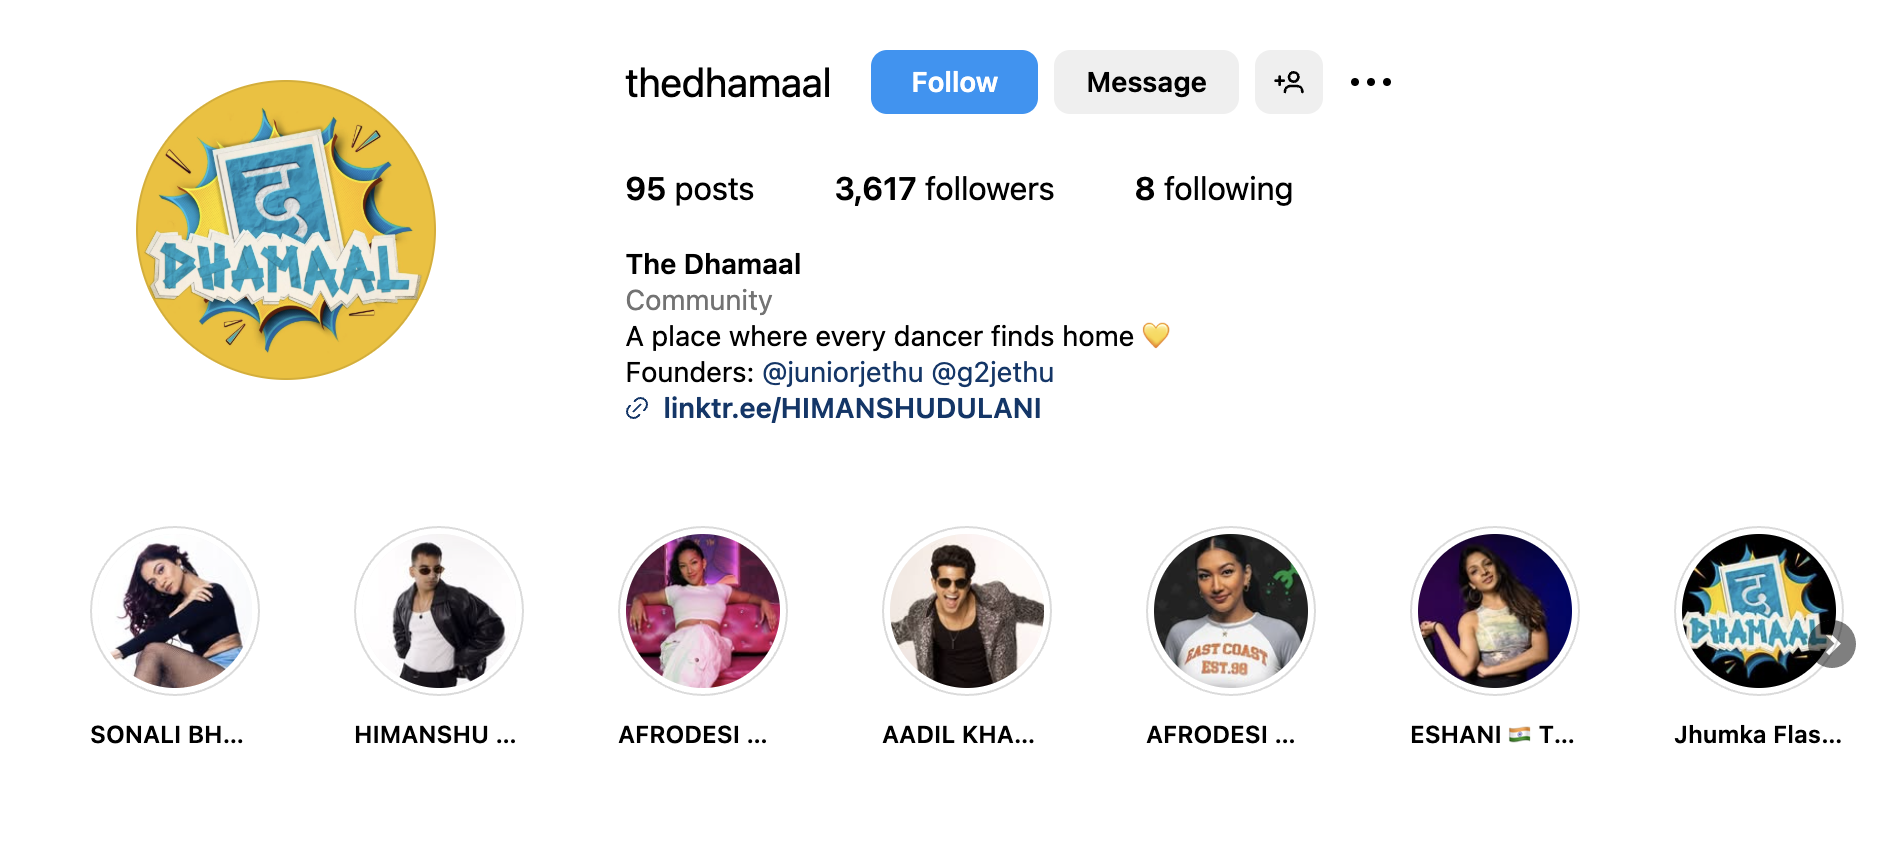 thedhamaal Follow Message
95 posts 3,617 followers 8 following
द
DHAMAAL
The Dhamaal
Community
A place where every dancer finds home 💛
Founders: @juniorjethu @g2jethu
linktr.ee/HIMANSHUDULANI
EAST COAST
EST.98
द
DHAMAAL
SONALI BH... HIMANSHU ... AFRODESI ... AADIL KHA... AFRODESI ... ESHANI 🇮🇳 T... Jhumka Flas...